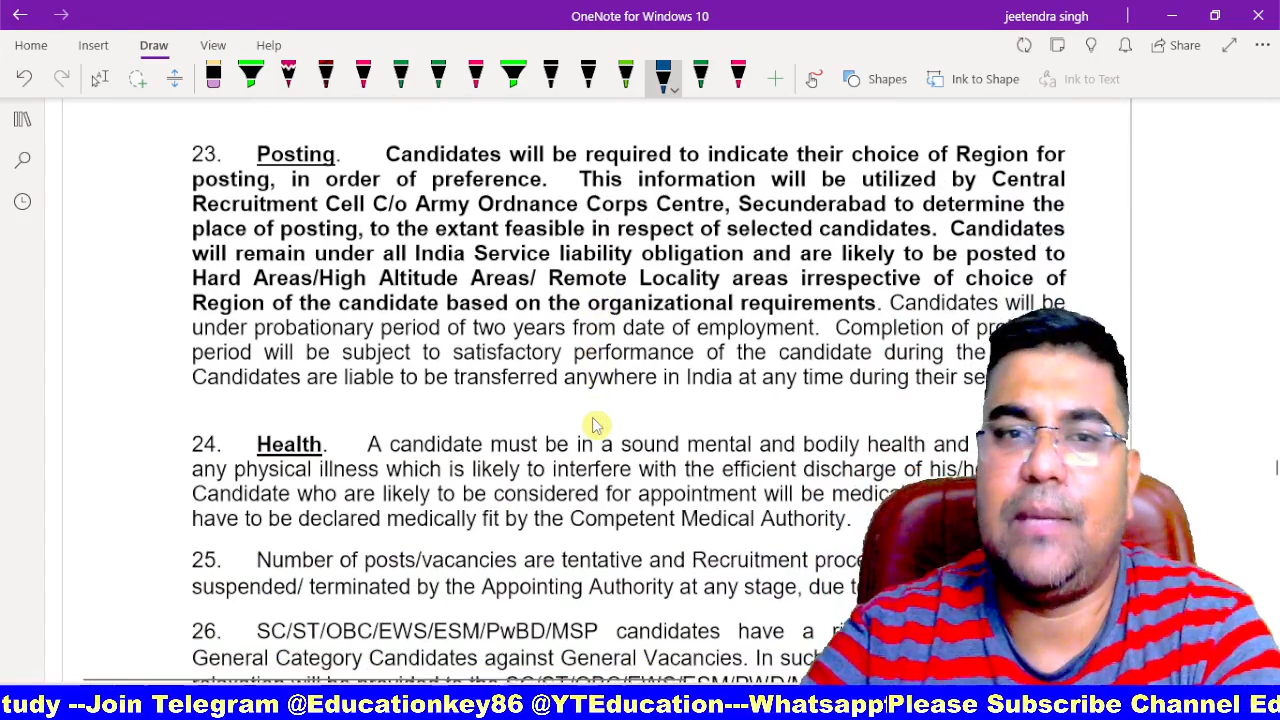 OneNote for Windows 10
jeetendra singh
Home Insert Draw View Help
Share
Shapes Ink to Shape Ink to Text
23. Posting. Candidates will be required to indicate their choice of Region for
posting, in order of preference. This information will be utilized by Central
Recruitment Cell C/o Army Ordnance Corps Centre, Secunderabad to determine the
place of posting, to the extant feasible in respect of selected candidates. Candidates
will remain under all India Service liability obligation and are likely to be posted to
Hard Areas/High Altitude Areas/ Remote Locality areas irrespective of choice of
Region of the candidate based on the organizational requirements. Candidates will be
under probationary period of two years from date of employment. Completion of
period will be subject to satisfactory performance of the candidate during the
Candidates are liable to be transferred anywhere in India at any time during their
24. Health. A candidate must be in a sound mental and bodily health and
any physical illness which is likely to interfere with the efficient discharge of
Candidate who are likely to be considered for appointment will be
have to be declared medically fit by the Competent Medical Authority.
25. Number of posts/vacancies are tentative and Recruitment
suspended/ terminated by the Appointing Authority at any stage, due
26. SC/ST/OBC/EWS/ESM/PwBD/MSP candidates have a
General Category Candidates against General Vacancies. In
tudy --Join Telegram @Educationkey86 @YTEducation---Whatsapp Please Subscribe Channel